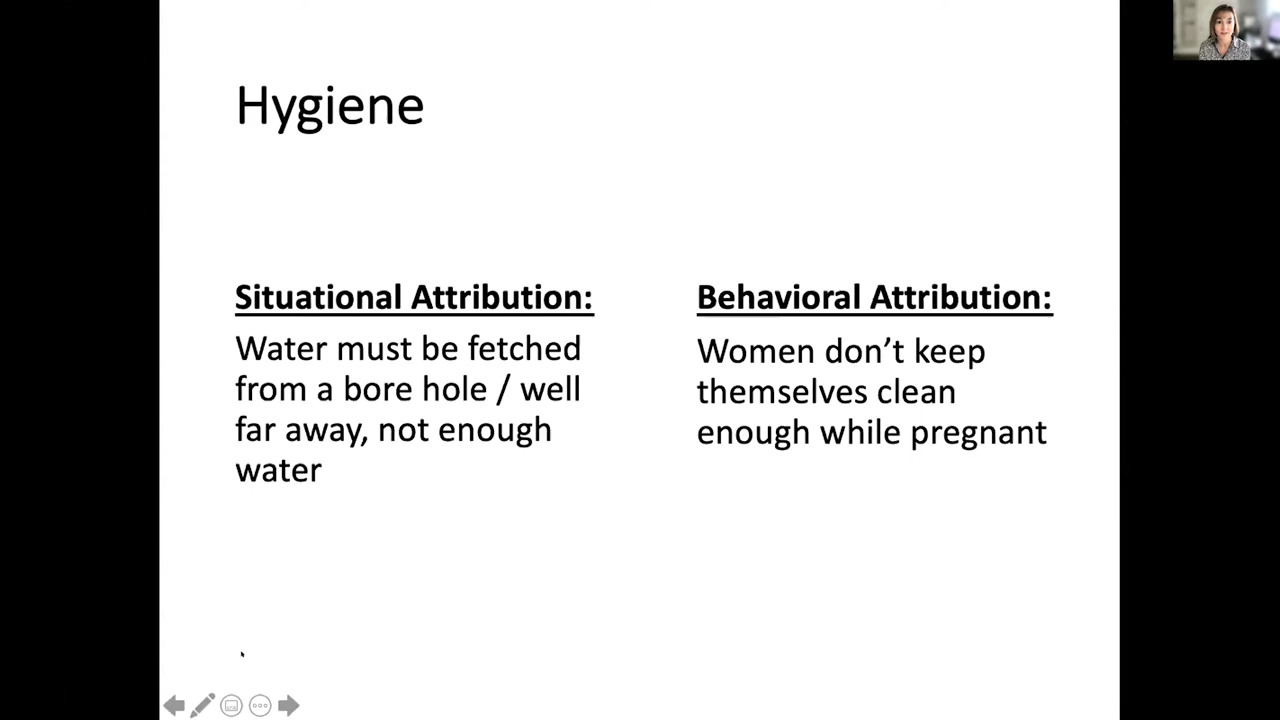 Hygiene
Situational Attribution:
Water must be fetched
from a bore hole / well
far away, not enough
water
Behavioral Attribution:
Women don’t keep
themselves clean
enough while pregnant